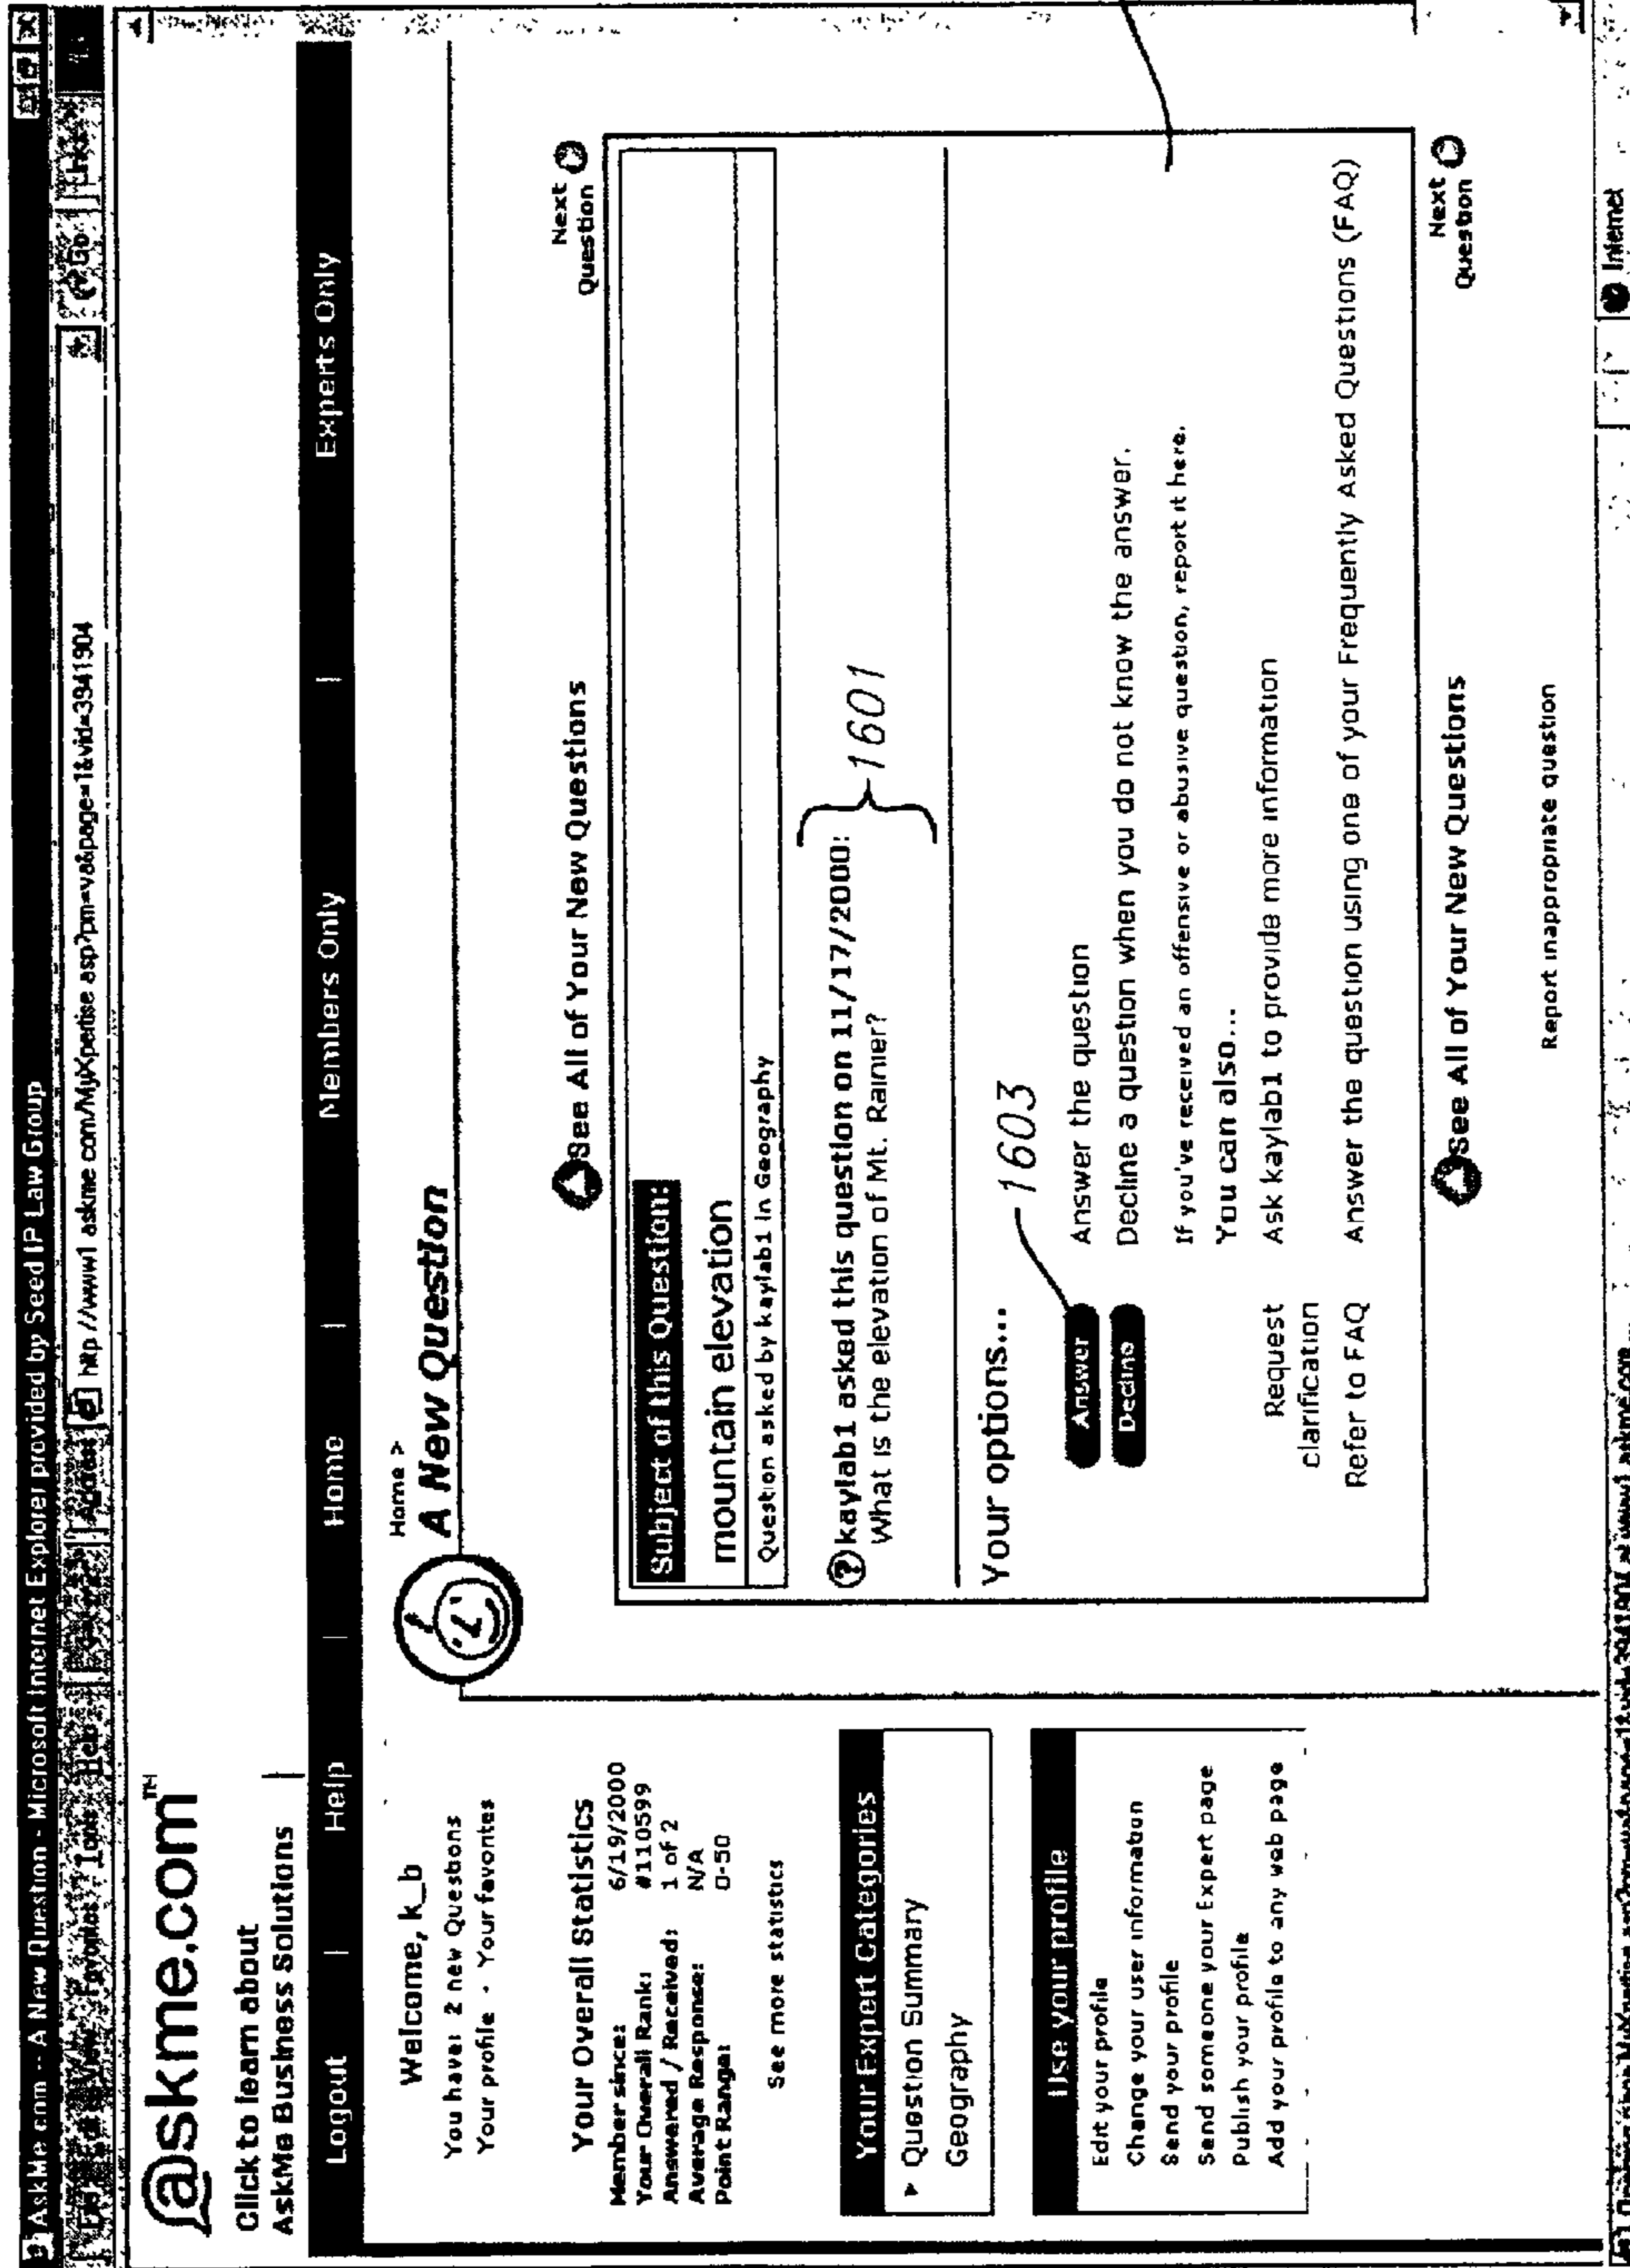 AskMe com -- A New Question - Microsoft Internet Explorer provided by Seed IP Law Group
View Favorites Tools Help Address http //www1 askme com/MyXpertise asp?pm=va&page=1&vid=3941904 Go
@skme.com™
Click to learn about
AskMe Business Solutions
Logout | Help | Home | Members Only | Experts Only
Welcome, k_b
You have: 2 new Questions
Your profile - Your favorites
Your Overall Statistics
Member since: 6/19/2000
Your Overall Rank: #110599
Answered / Received: 1 of 2
Average Response: N/A
Point Range: 0-50
See more statistics
Your Expert Categories
Question Summary
Geography
Use your profile
Edit your profile
Change your user information
Send your profile
Send someone your Expert page
Publish your profile
Add your profile to any web page
Home >
A New Question
See All of Your New Questions
Next
Question
Subject of this Question:
mountain elevation
Question asked by kaylab1 in Geography
kaylab1 asked this question on 11/17/2000:
What is the elevation of Mt. Rainier?
1601
Your options...
1603
Answer Answer the question
Decline Decline a question when you do not know the answer.
If you've received an offensive or abusive question, report it here.
You can also...
Request Ask kaylab1 to provide more information
clarification
Refer to FAQ Answer the question using one of your Frequently Asked Questions (FAQ)
See All of Your New Questions
Next
Question
Report inappropriate question
Internet